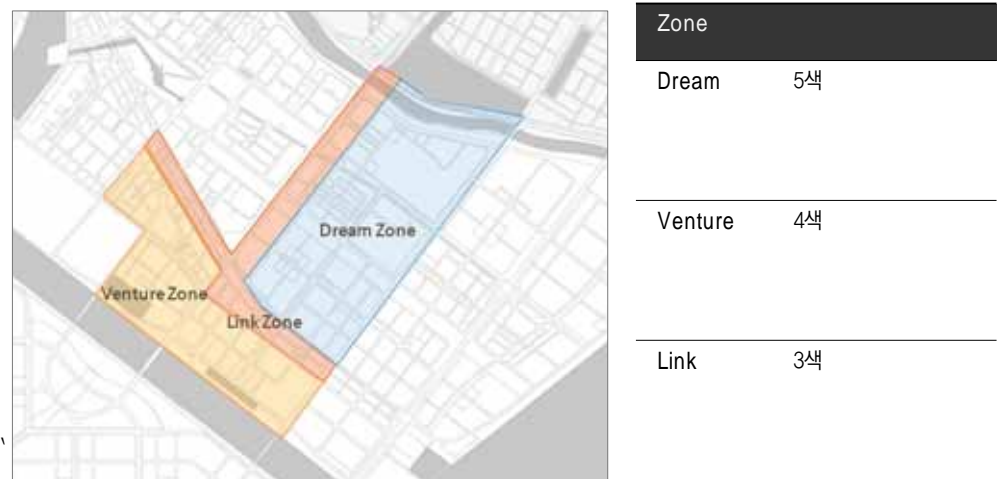 Dream Zone
Venture Zone
Link Zone
Zone
Dream 5색
Venture 4색
Link 3색